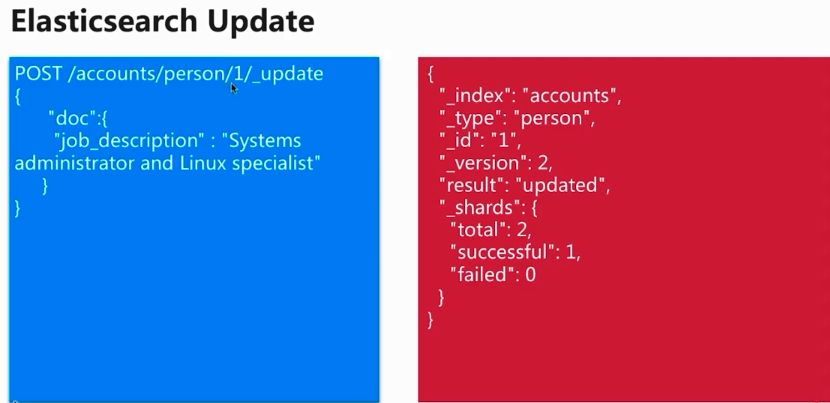 Elasticsearch Update
POST /accounts/person/1/_update
{
"doc":{
"job_description" : "Systems
administrator and Linux specialist"
}
}
{
"_index": "accounts",
"_type": "person",
"_id": "1",
"_version": 2,
"result": "updated",
"_shards": {
"total": 2,
"successful": 1,
"failed": 0
}
}